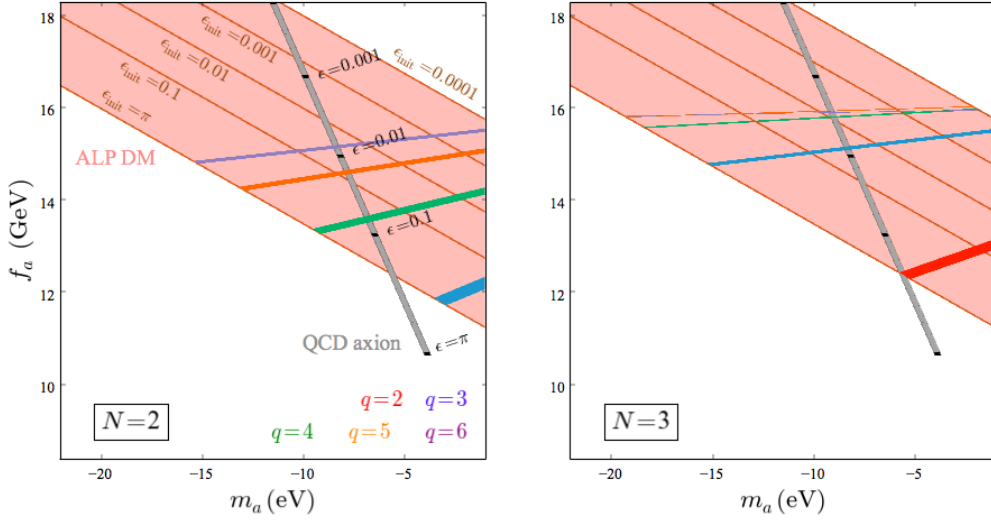 18
16
14
12
10
−20
−15
−10
−5
f_a (GeV)
m_a (eV)
ϵ_init=π
ϵ_init=0.1
ϵ_init=0.01
ϵ_init=0.001
ϵ_init=0.0001
ϵ=0.001
ϵ=0.01
ϵ=0.1
ϵ=π
ALP DM
QCD axion
q=2 q=3
q=4 q=5 q=6
N=2
18
16
14
12
10
−20
−15
−10
−5
m_a (eV)
N=3